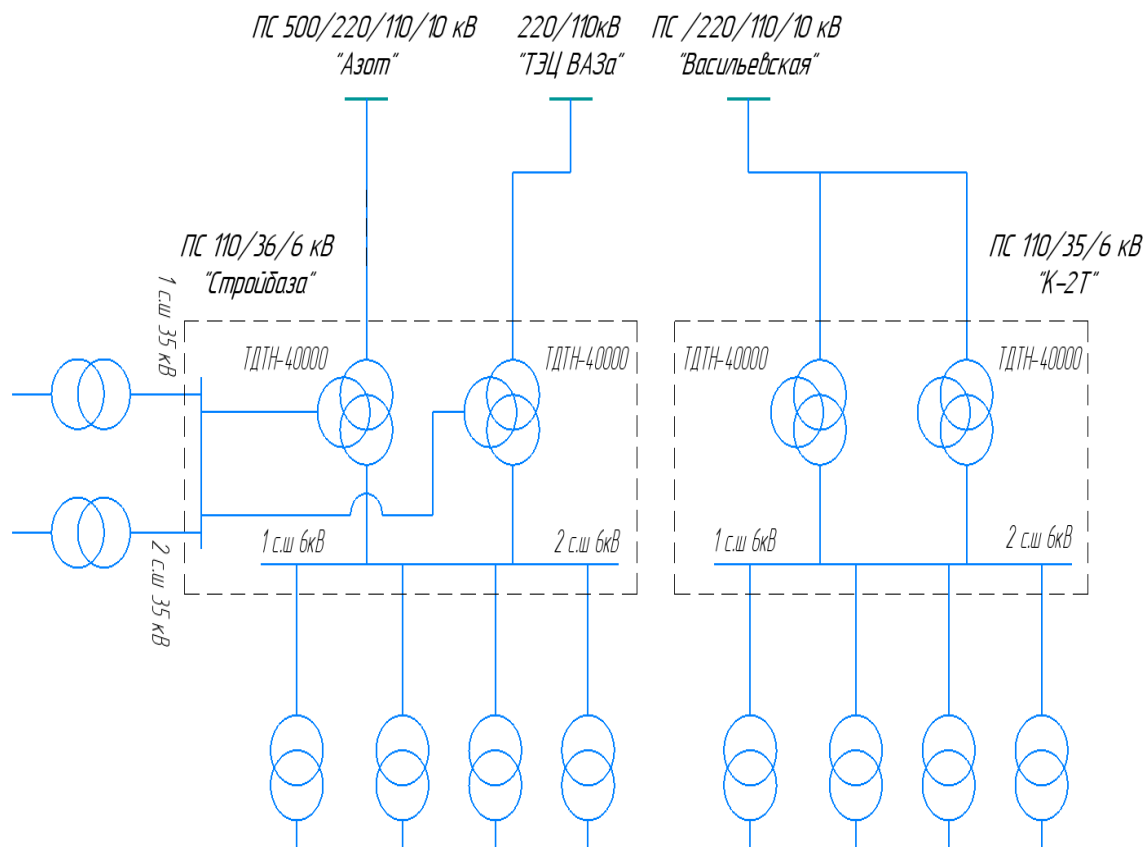 ПС 500/220/110/10 кВ
"Азот"
220/110кВ
"ТЭЦ ВАЗа"
ПС /220/110/10 кВ
"Васильевская"
ПС 110/36/6 кВ
"Стройбаза"
ПС 110/35/6 кВ
"К-2Т"
1 с.ш 35 кВ
2 с.ш 35 кВ
ТДТН-40000
ТДТН-40000
ТДТН-40000
ТДТН-40000
1 с.ш 6кВ
2 с.ш 6кВ
1 с.ш 6кВ
2 с.ш 6кВ